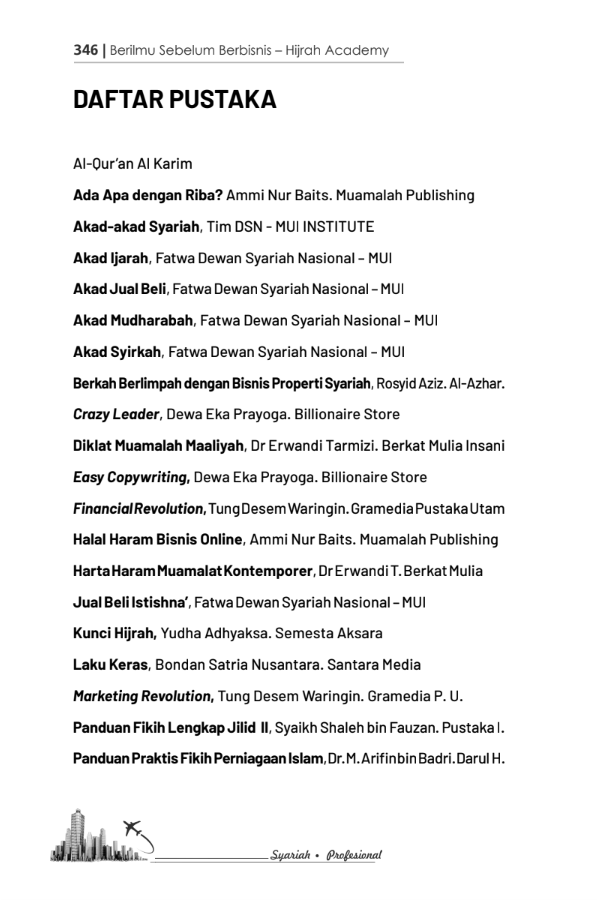 346 | Berilmu Sebelum Berbisnis – Hijrah Academy
DAFTAR PUSTAKA
Al-Qur’an Al Karim
Ada Apa dengan Riba? Ammi Nur Baits. Muamalah Publishing
Akad-akad Syariah, Tim DSN - MUI INSTITUTE
Akad Ijarah, Fatwa Dewan Syariah Nasional – MUI
Akad Jual Beli, Fatwa Dewan Syariah Nasional – MUI
Akad Mudharabah, Fatwa Dewan Syariah Nasional – MUI
Akad Syirkah, Fatwa Dewan Syariah Nasional – MUI
Berkah Berlimpah dengan Bisnis Properti Syariah, Rosyid Aziz. Al-Azhar.
Crazy Leader, Dewa Eka Prayoga. Billionaire Store
Diklat Muamalah Maaliyah, Dr Erwandi Tarmizi. Berkat Mulia Insani
Easy Copywriting, Dewa Eka Prayoga. Billionaire Store
Financial Revolution, Tung Desem Waringin. Gramedia Pustaka Utam
Halal Haram Bisnis Online, Ammi Nur Baits. Muamalah Publishing
Harta Haram Muamalat Kontemporer, Dr Erwandi T. Berkat Mulia
Jual Beli Istishna’, Fatwa Dewan Syariah Nasional – MUI
Kunci Hijrah, Yudha Adhyaksa. Semesta Aksara
Laku Keras, Bondan Satria Nusantara. Santara Media
Marketing Revolution, Tung Desem Waringin. Gramedia P. U.
Panduan Fikih Lengkap Jilid II, Syaikh Shaleh bin Fauzan. Pustaka I.
Panduan Praktis Fikih Perniagaan Islam, Dr. M. Arifin bin Badri. Darul H.
Syariah • Profesional